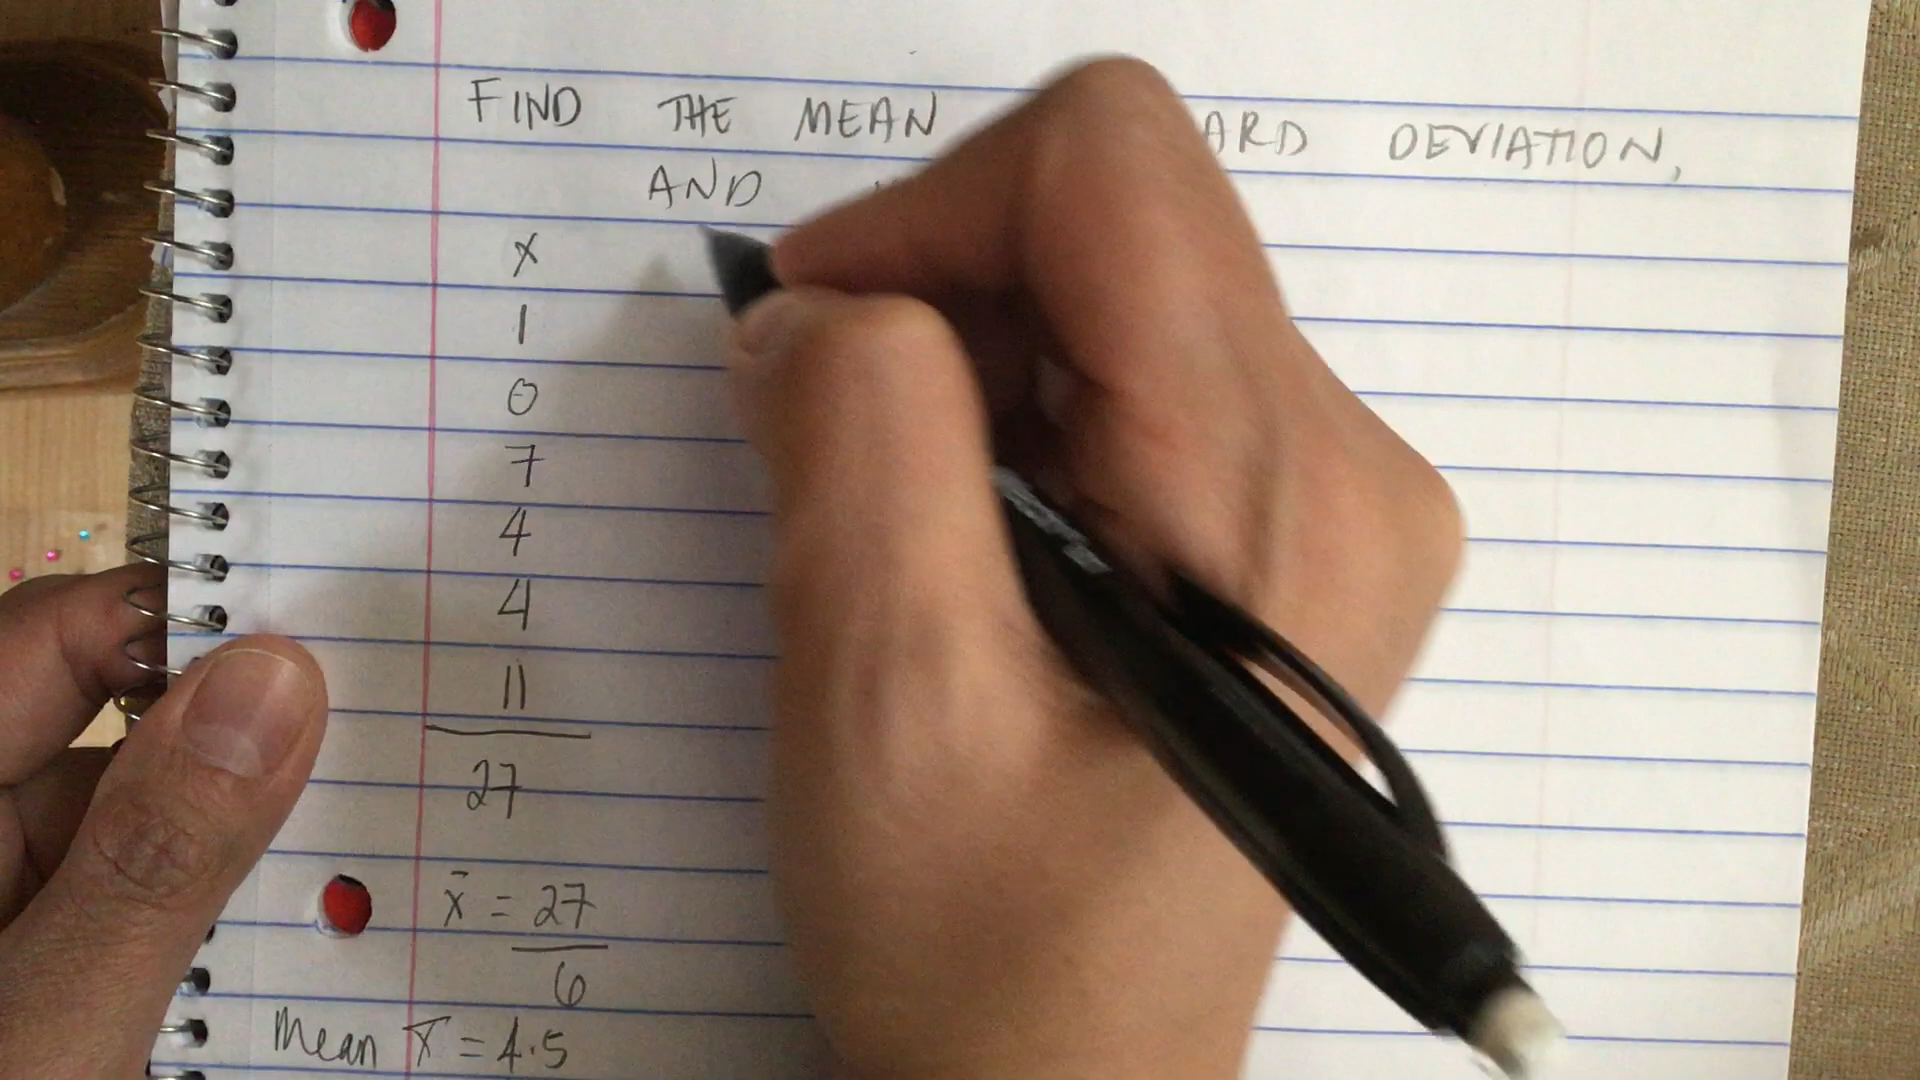 FIND THE MEAN ARD DEVIATION,
AND
x
1
0
7
4
4
11
27
x̄ = 27
6
Mean x̄ = 4.5